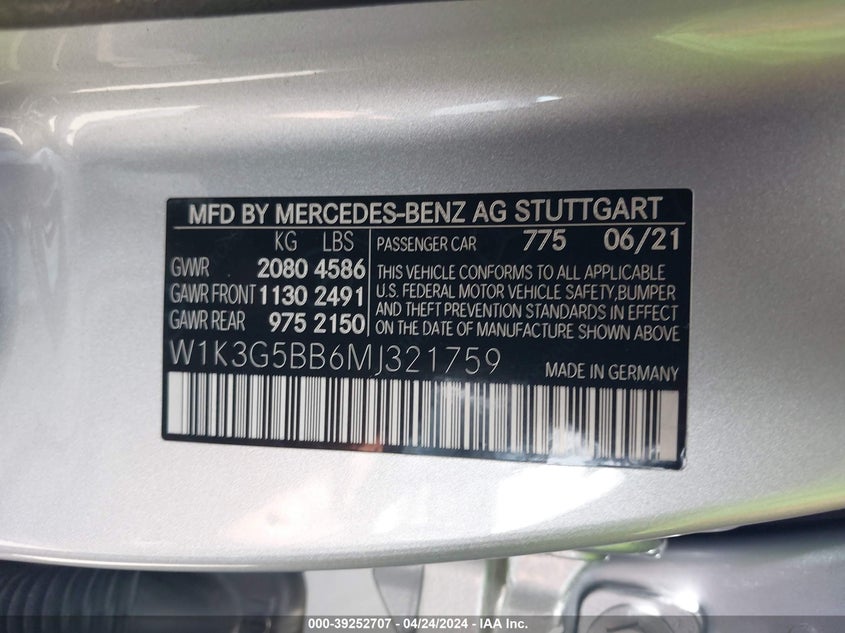 MFD BY MERCEDES-BENZ AG STUTTGART
KG LBS
GVWR 2080 4586
GAWR FRONT 1130 2491
GAWR REAR 975 2150
PASSENGER CAR 775 06/21
THIS VEHICLE CONFORMS TO ALL APPLICABLE
U.S. FEDERAL MOTOR VEHICLE SAFETY,BUMPER
AND THEFT PREVENTION STANDARDS IN EFFECT
ON THE DATE OF MANUFACTURE SHOWN ABOVE
W1K3G5BB6MJ321759
MADE IN GERMANY
000-39252707 - 04/24/2024 - IAA Inc.